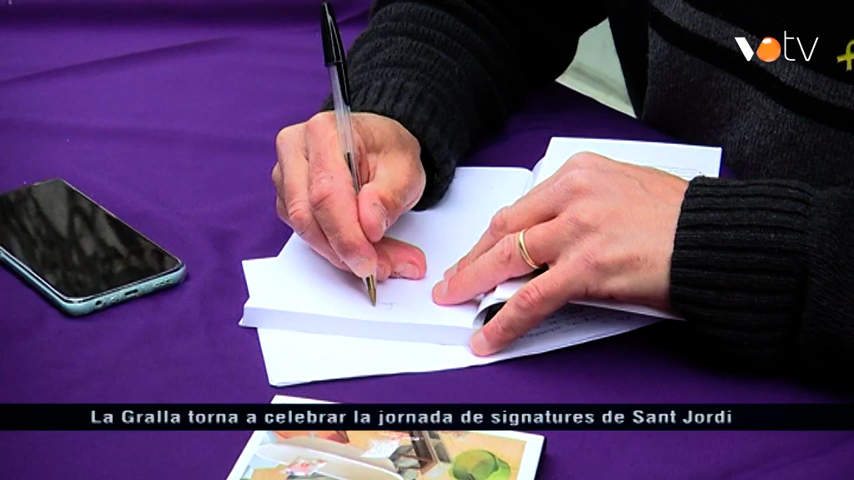 votv
La Gralla torna a celebrar la jornada de signatures de Sant Jordi